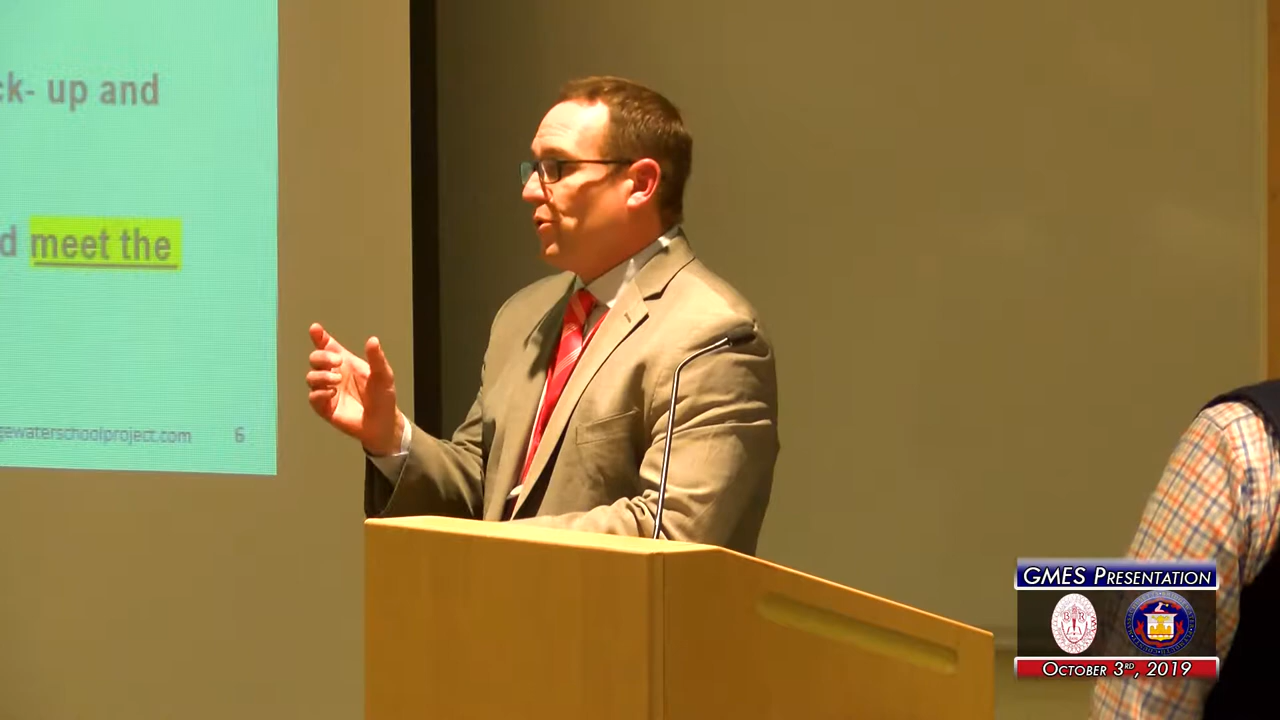 ck- up and
d meet the
gewaterschoolproject.com 6
GMES PRESENTATION
OCTOBER 3RD, 2019